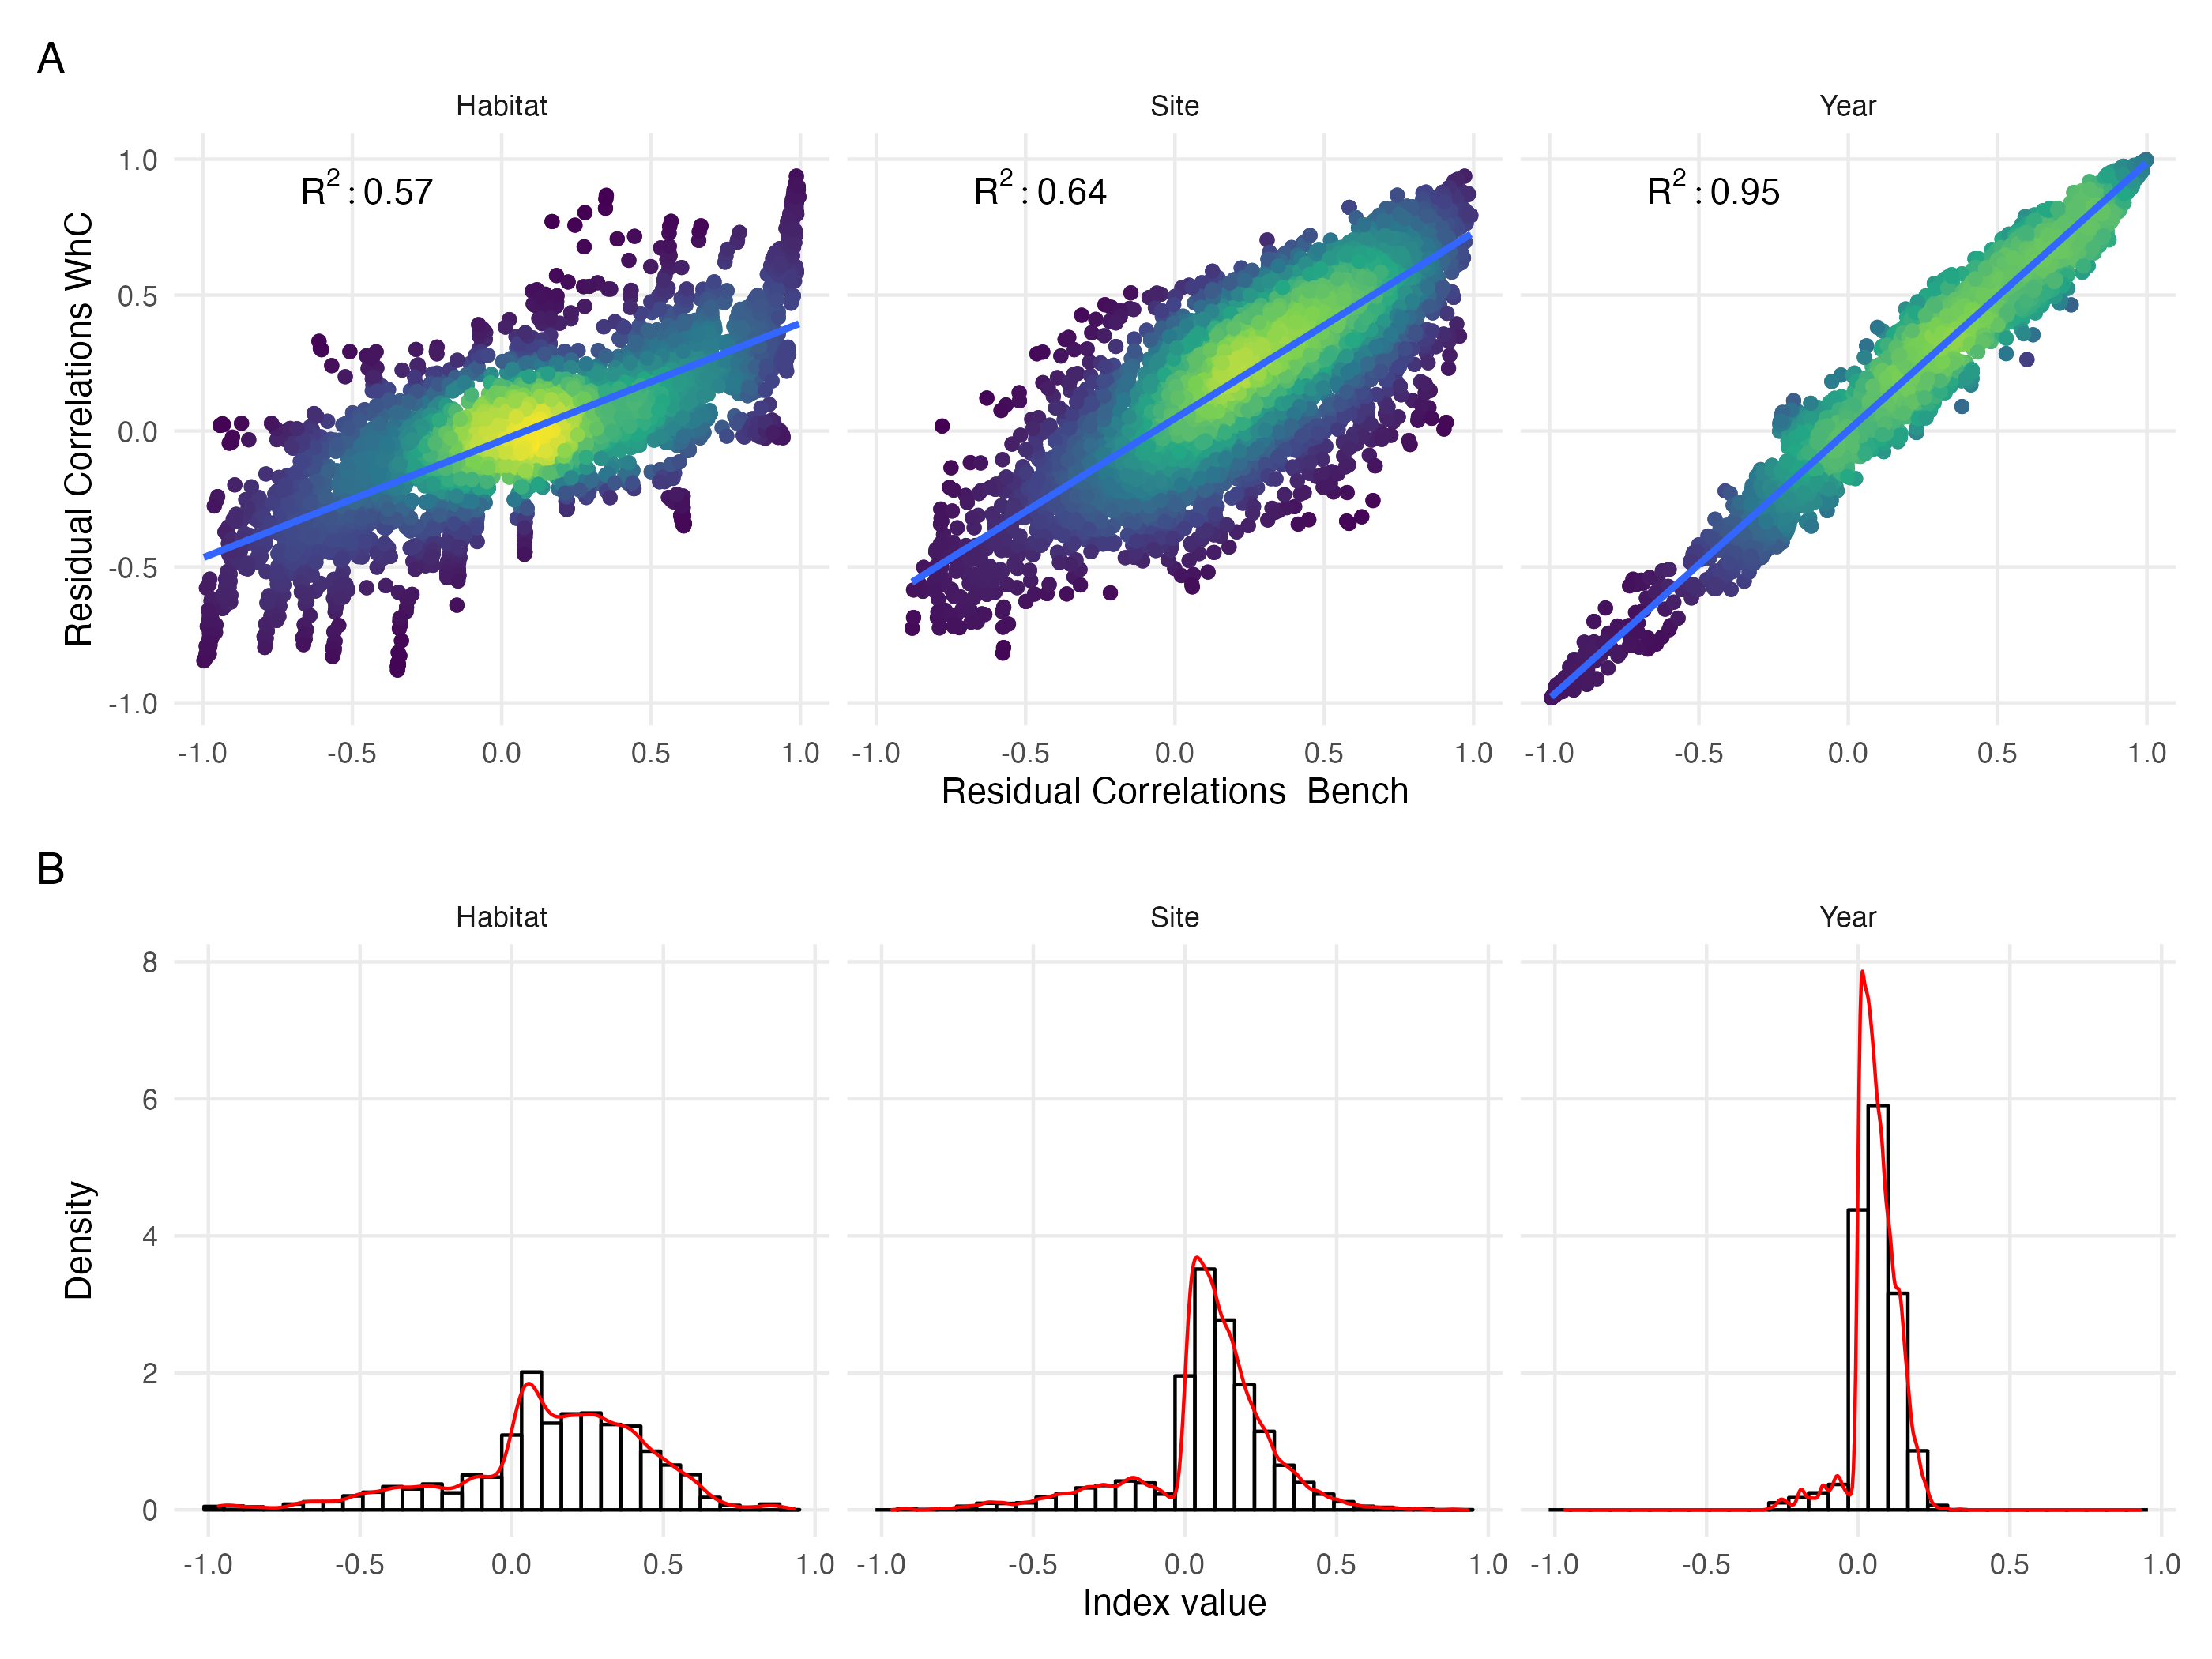 A
Habitat Site Year
R²:0.57 R²:0.64 R²:0.95
1.0
0.5
0.0
-0.5
-1.0
Residual Correlations WhC
-1.0 -0.5 0.0 0.5 1.0 -1.0 -0.5 0.0 0.5 1.0 -1.0 -0.5 0.0 0.5 1.0
Residual Correlations  Bench
B
Habitat Site Year
8
6
4
2
0
Density
-1.0 -0.5 0.0 0.5 1.0 -1.0 -0.5 0.0 0.5 1.0 -1.0 -0.5 0.0 0.5 1.0
Index value